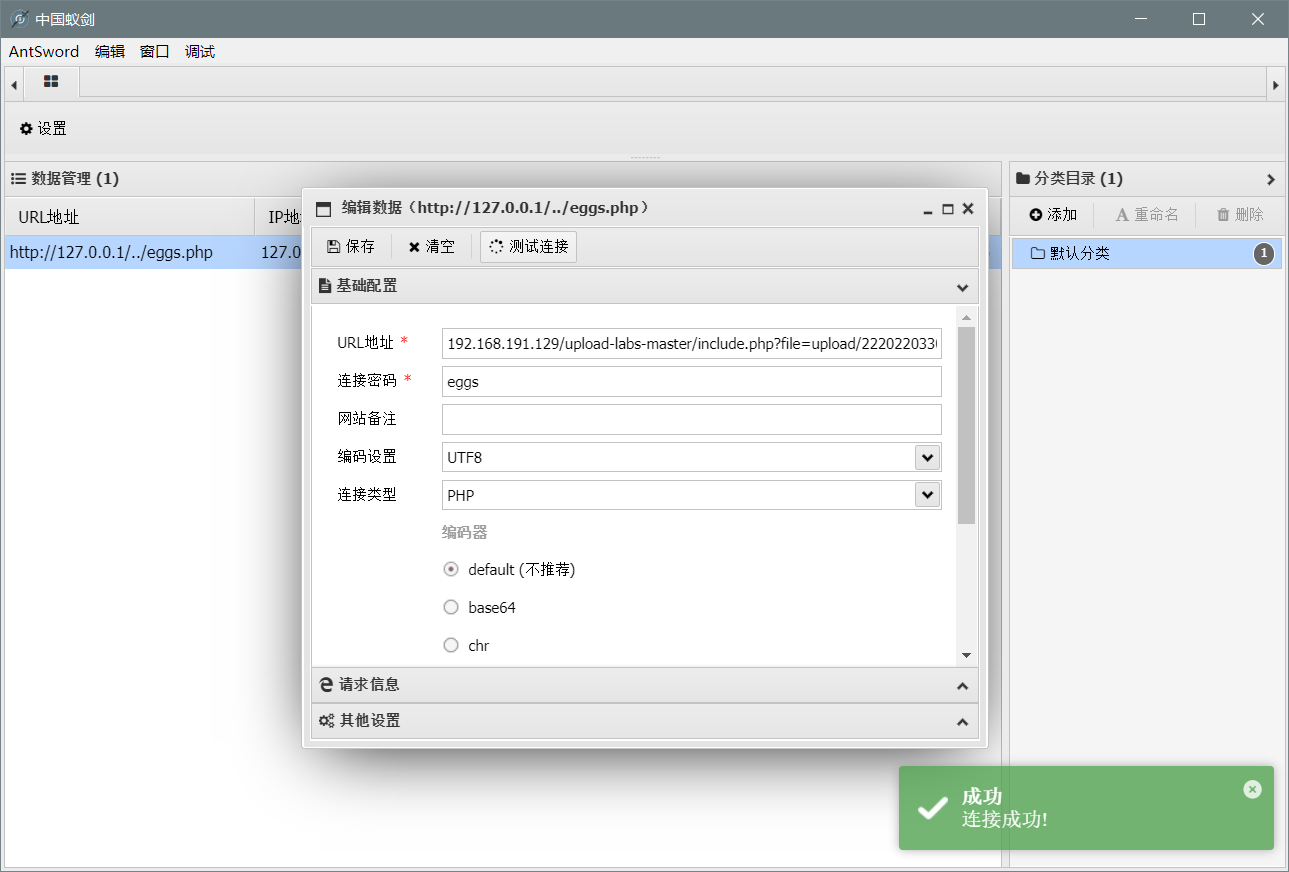 中国蚁剑
AntSword 编辑 窗口 调试
设置
数据管理 (1)
URL地址 IP地
http://127.0.0.1/../eggs.php 127.0
分类目录 (1)
添加 重命名 删除
默认分类 1
编辑数据（http://127.0.0.1/../eggs.php）
保存 清空 测试连接
基础配置
URL地址 * 192.168.191.129/upload-labs-master/include.php?file=upload/222022033
连接密码 * eggs
网站备注
编码设置 UTF8
连接类型 PHP
编码器
default (不推荐)
base64
chr
请求信息
其他设置
成功
连接成功!